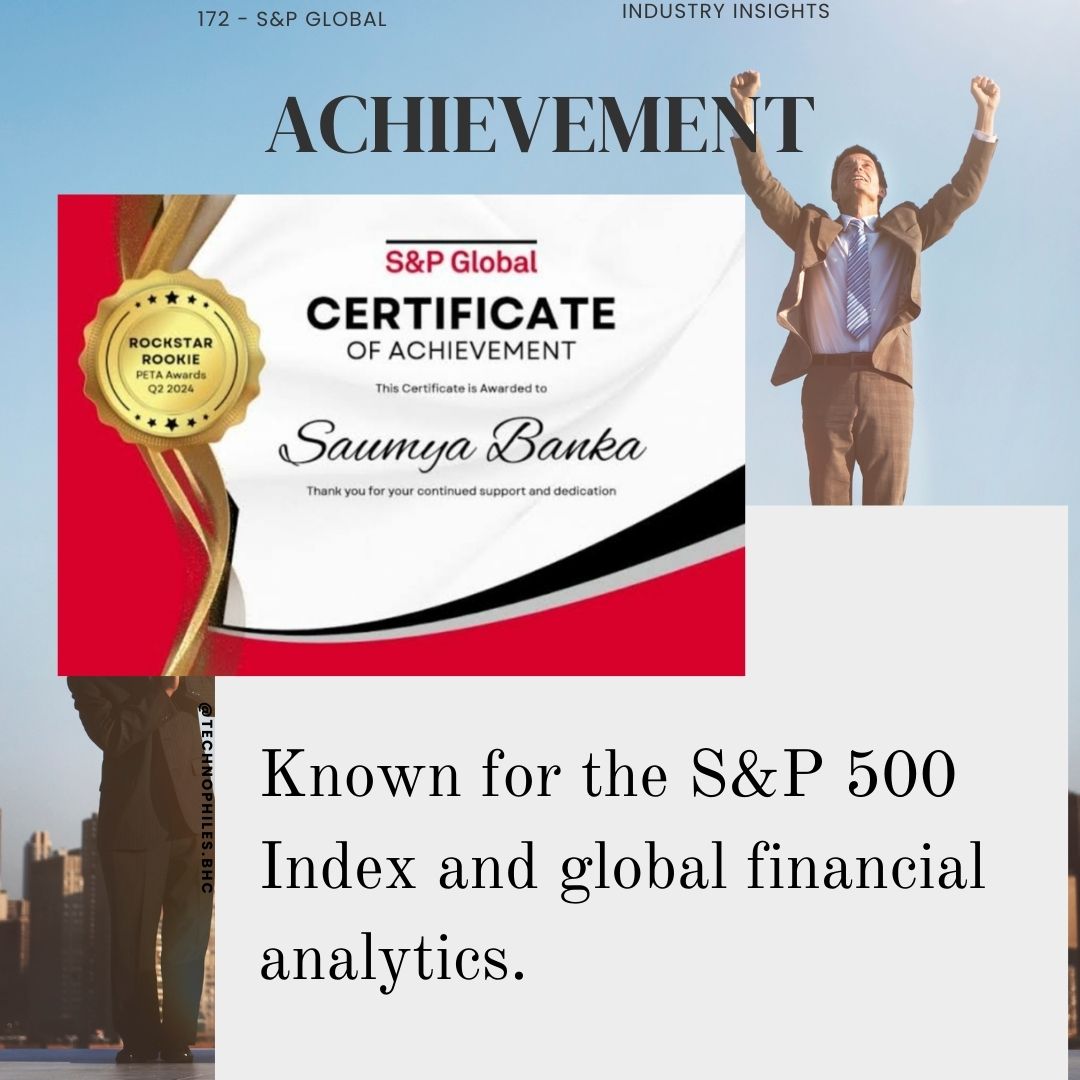 172 - S&P GLOBAL
INDUSTRY INSIGHTS
ACHIEVEMENT
S&P Global
CERTIFICATE
OF ACHIEVEMENT
This Certificate is Awarded to
Saumya Banka
Thank you for your continued support and dedication
ROCKSTAR
ROOKIE
PETA Awards
Q2 2024
@TECHNOPHILES.BHC
Known for the S&P 500
Index and global financial
analytics.